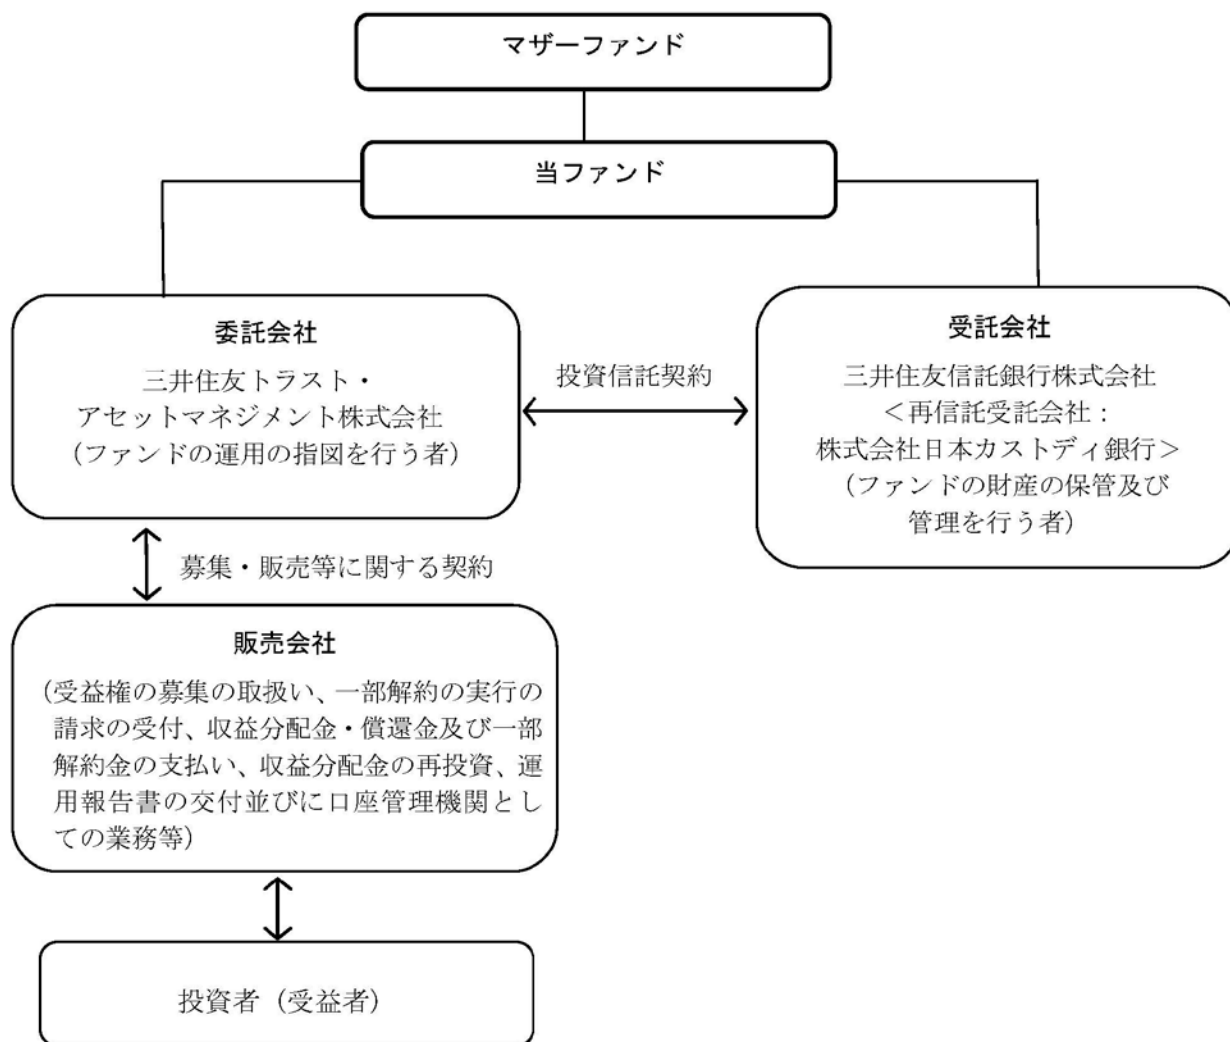 マザーファンド
当ファンド
委託会社
三井住友トラスト・
アセットマネジメント株式会社
（ファンドの運用の指図を行う者）
投資信託契約
受託会社
三井住友信託銀行株式会社
＜再信託受託会社：
株式会社日本カストディ銀行＞
（ファンドの財産の保管及び
管理を行う者）
募集・販売等に関する契約
販売会社
（受益権の募集の取扱い、一部解約の実行の
請求の受付、収益分配金・償還金及び一部
解約金の支払い、収益分配金の再投資、運
用報告書の交付並びに口座管理機関とし
ての業務等）
投資者（受益者）